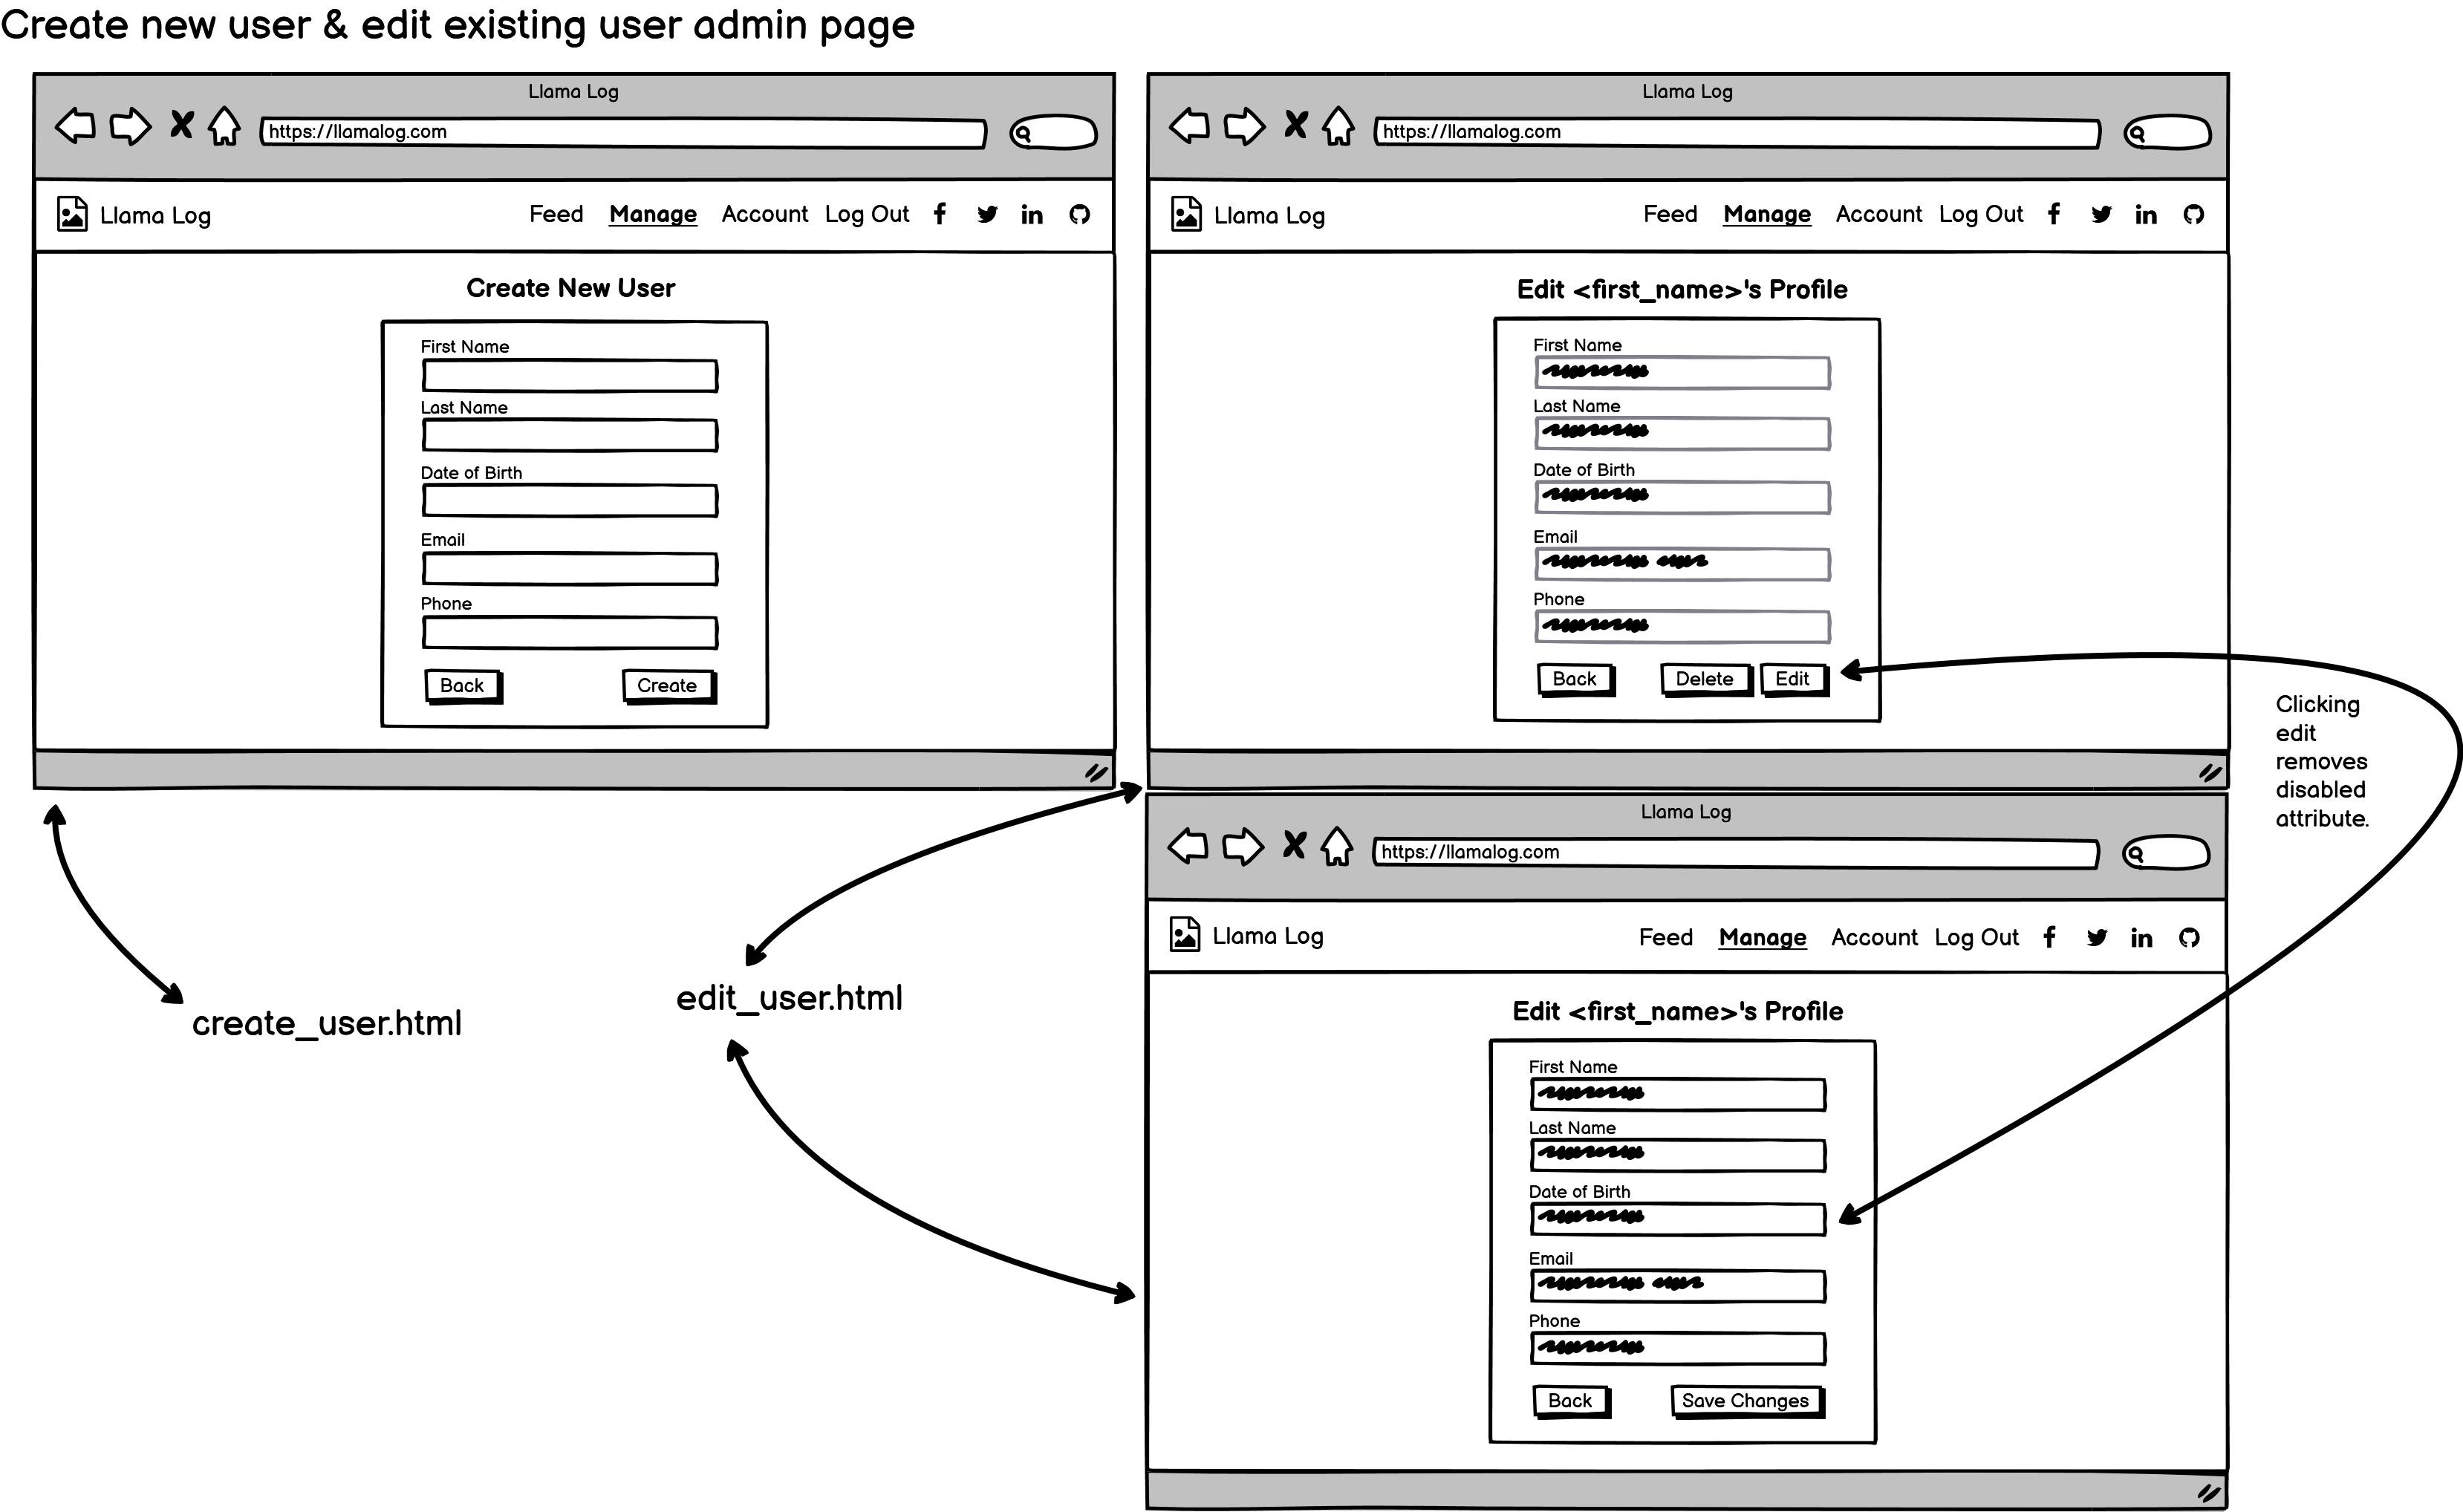 Create new user & edit existing user admin page
Llama Log
https://llamalog.com
Llama Log
Feed Manage Account Log Out
Create New User
First Name
Last Name
Date of Birth
Email
Phone
Back Create
Llama Log
https://llamalog.com
Llama Log
Feed Manage Account Log Out
Edit <first_name>'s Profile
First Name
Last Name
Date of Birth
Email
Phone
Back Delete Edit
Clicking
edit
removes
disabled
attribute.
create_user.html
edit_user.html
Llama Log
https://llamalog.com
Llama Log
Feed Manage Account Log Out
Edit <first_name>'s Profile
First Name
Last Name
Date of Birth
Email
Phone
Back Save Changes